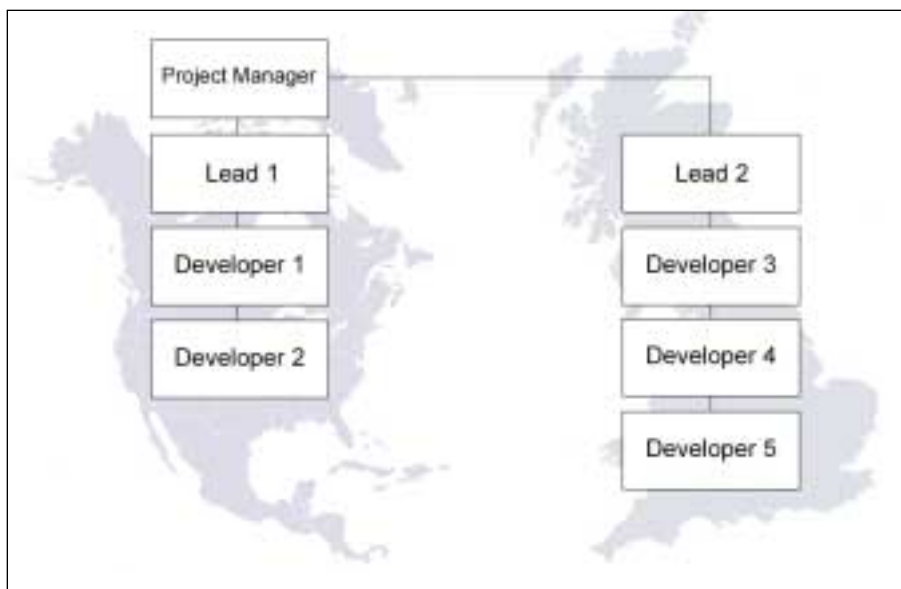 Project Manager
Lead 1
Developer 1
Developer 2
Lead 2
Developer 3
Developer 4
Developer 5